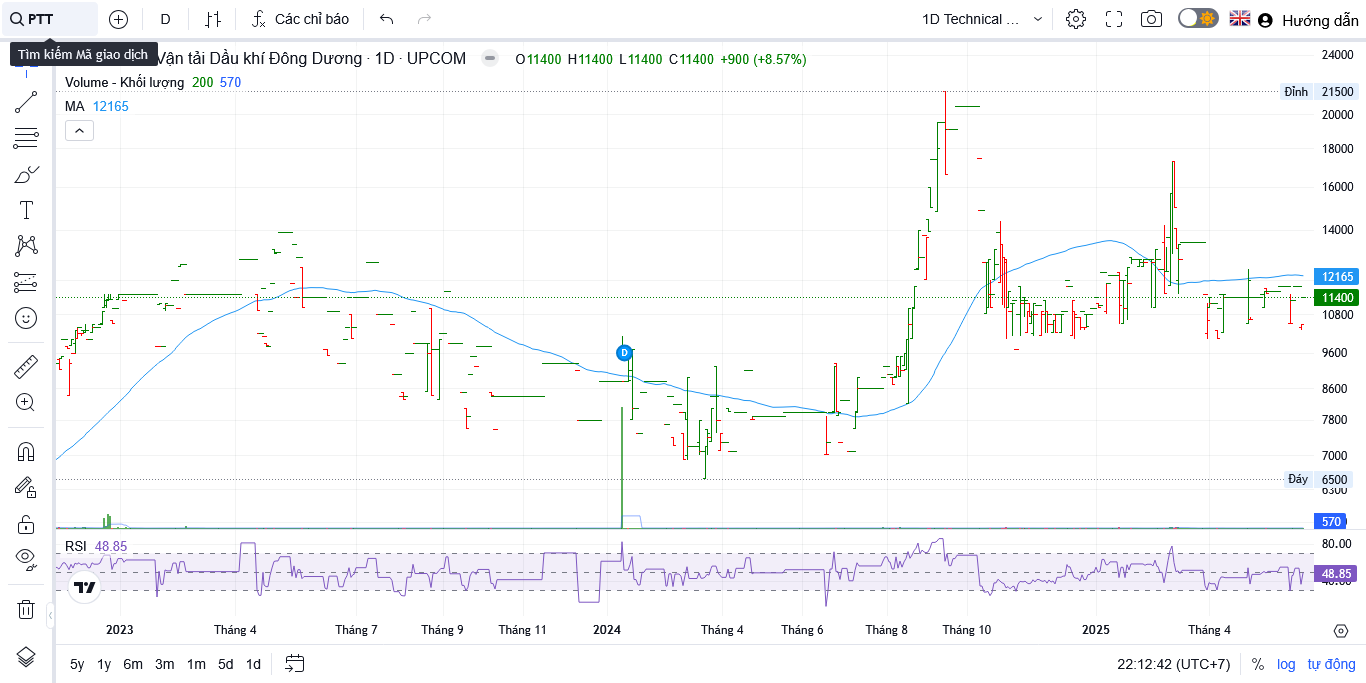 PTT
D
Các chỉ báo
1D Technical ...
Hướng dẫn
Tìm kiếm Mã giao dịch
Vận tải Dầu khí Đông Dương · 1D · UPCOM
O11400 H11400 L11400 C11400 +900 (+8.57%)
Volume - Khối lượng 200 570
MA 12165
24000
Đỉnh 21500
20000
18000
16000
14000
12165
11400
10800
9600
8600
7800
7000
Đáy 6500
6300
570
D
RSI 48.85
80.00
48.85
40.00
2023 Tháng 4 Tháng 7 Tháng 9 Tháng 11 2024 Tháng 4 Tháng 6 Tháng 8 Tháng 10 2025 Tháng 4
5y 1y 6m 3m 1m 5d 1d
22:12:42 (UTC+7) % log tự động